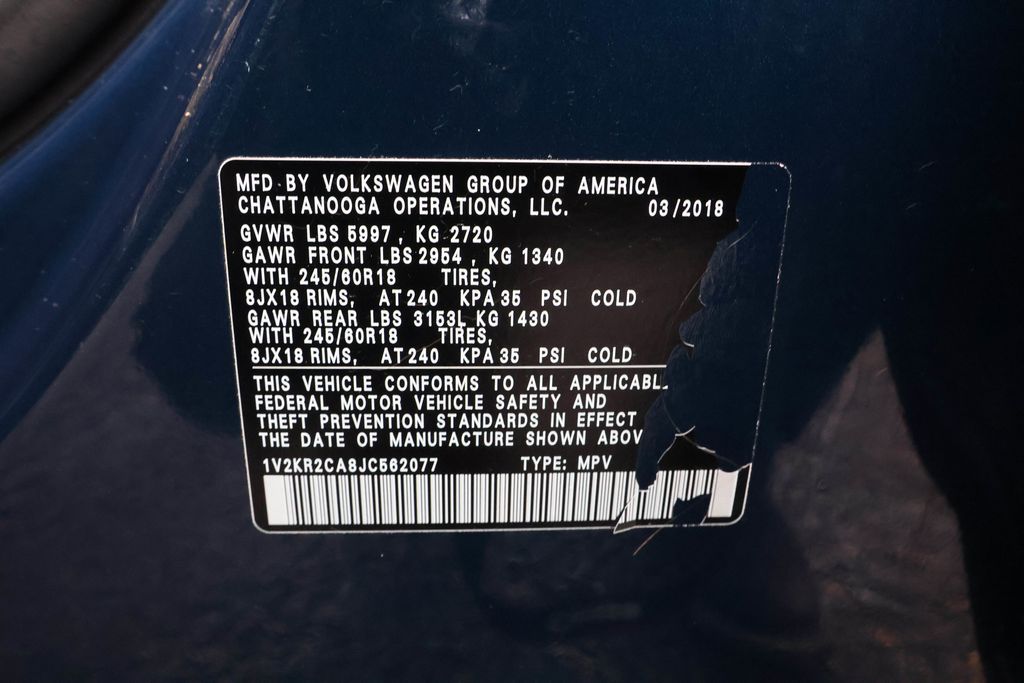 MFD BY VOLKSWAGEN GROUP OF AMERICA
CHATTANOOGA OPERATIONS, LLC. 03/2018
GVWR LBS 5997, KG 2720
GAWR FRONT LBS 2954, KG 1340
WITH 245/60R18 TIRES,
8JX18 RIMS, AT 240 KPA 35 PSI COLD
GAWR REAR LBS 3153L KG 1430
WITH 245/60R18 TIRES,
8JX18 RIMS, AT 240 KPA 35 PSI COLD
THIS VEHICLE CONFORMS TO ALL APPLICABL
FEDERAL MOTOR VEHICLE SAFETY AND
THEFT PREVENTION STANDARDS IN EFFECT
THE DATE OF MANUFACTURE SHOWN ABOV
1V2KR2CA8JC562077 TYPE: MPV